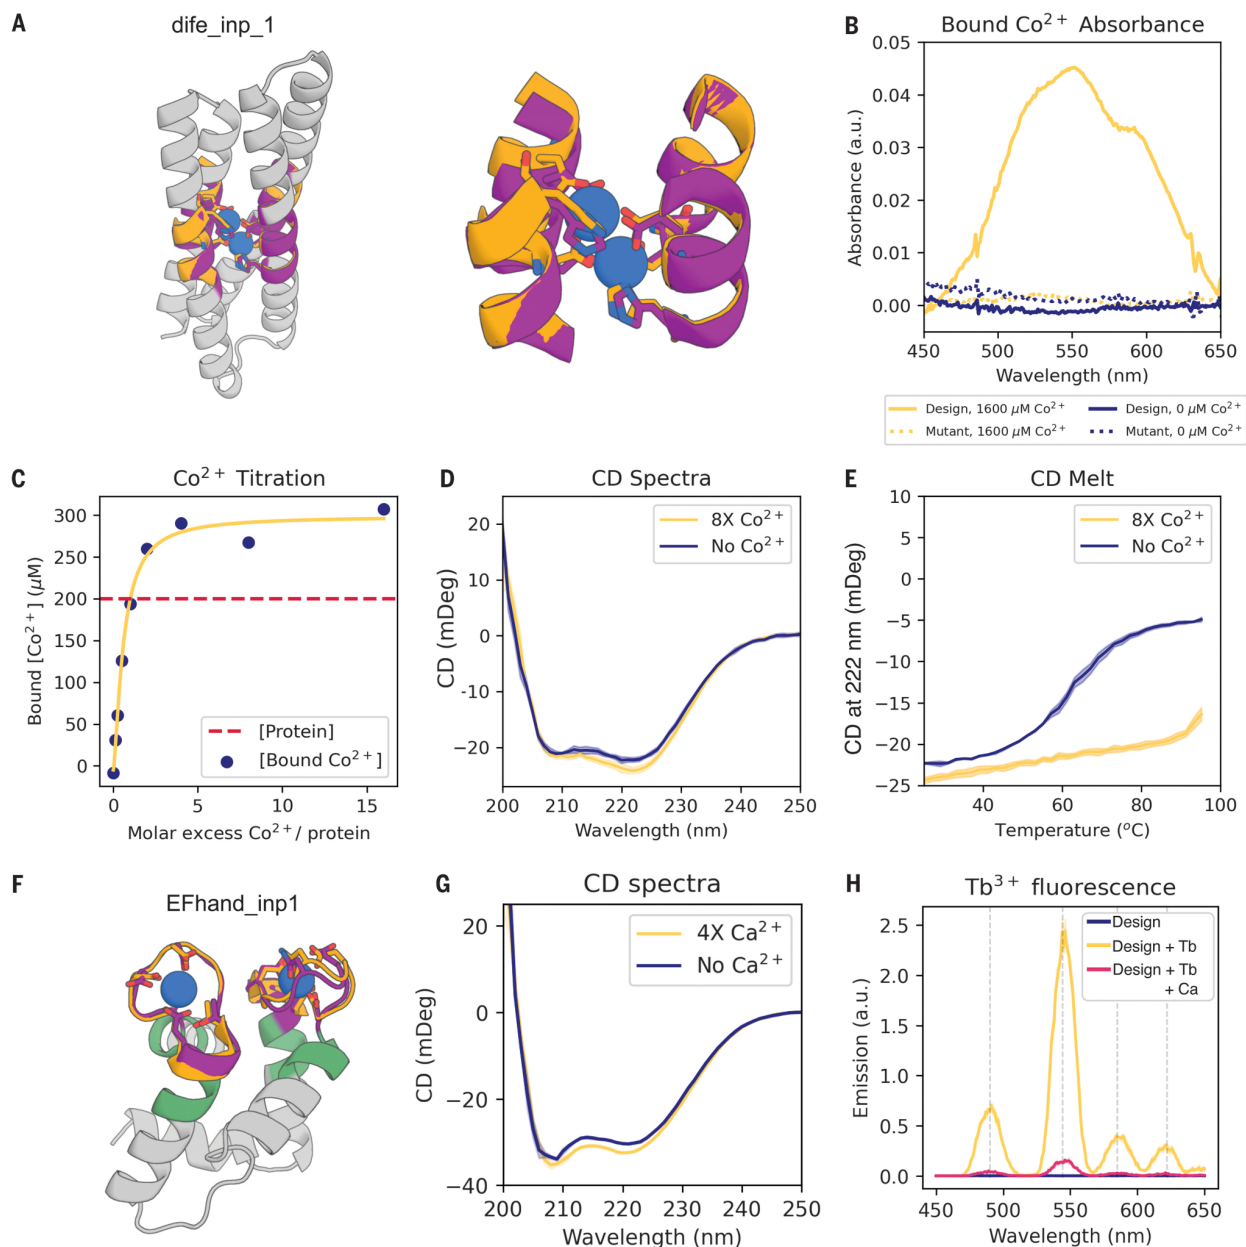 A
dife_inp_1
B
Bound Co²⁺ Absorbance
Absorbance (a.u.)
0.05
0.04
0.03
0.02
0.01
0.00
450 500 550 600 650
Wavelength (nm)
Design, 1600 μM Co²⁺
Design, 0 μM Co²⁺
Mutant, 1600 μM Co²⁺
Mutant, 0 μM Co²⁺
C
Co²⁺ Titration
Bound [Co²⁺] (μM)
300
250
200
150
100
50
0
[Protein]
[Bound Co²⁺]
0 5 10 15
Molar excess Co²⁺/ protein
D
CD Spectra
CD (mDeg)
20
10
0
-20
-20
8X Co²⁺
No Co²⁺
200 210 220 230 240 250
Wavelength (nm)
E
CD Melt
CD at 222 nm (mDeg)
10
5
0
−5
−10
−15
−20
−25
8X Co²⁺
No Co²⁺
40 60 80 100
Temperature (°C)
F
EFhand_inp1
G
CD spectra
CD (mDeg)
20
0
−20
−40
4X Ca²⁺
No Ca²⁺
200 210 220 230 240 250
Wavelength (nm)
H
Tb³⁺ fluorescence
Emission (a.u.)
2.5
2.0
1.5
1.0
0.5
0.0
Design
Design + Tb
Design + Tb
+ Ca
450 500 550 600 650
Wavelength (nm)